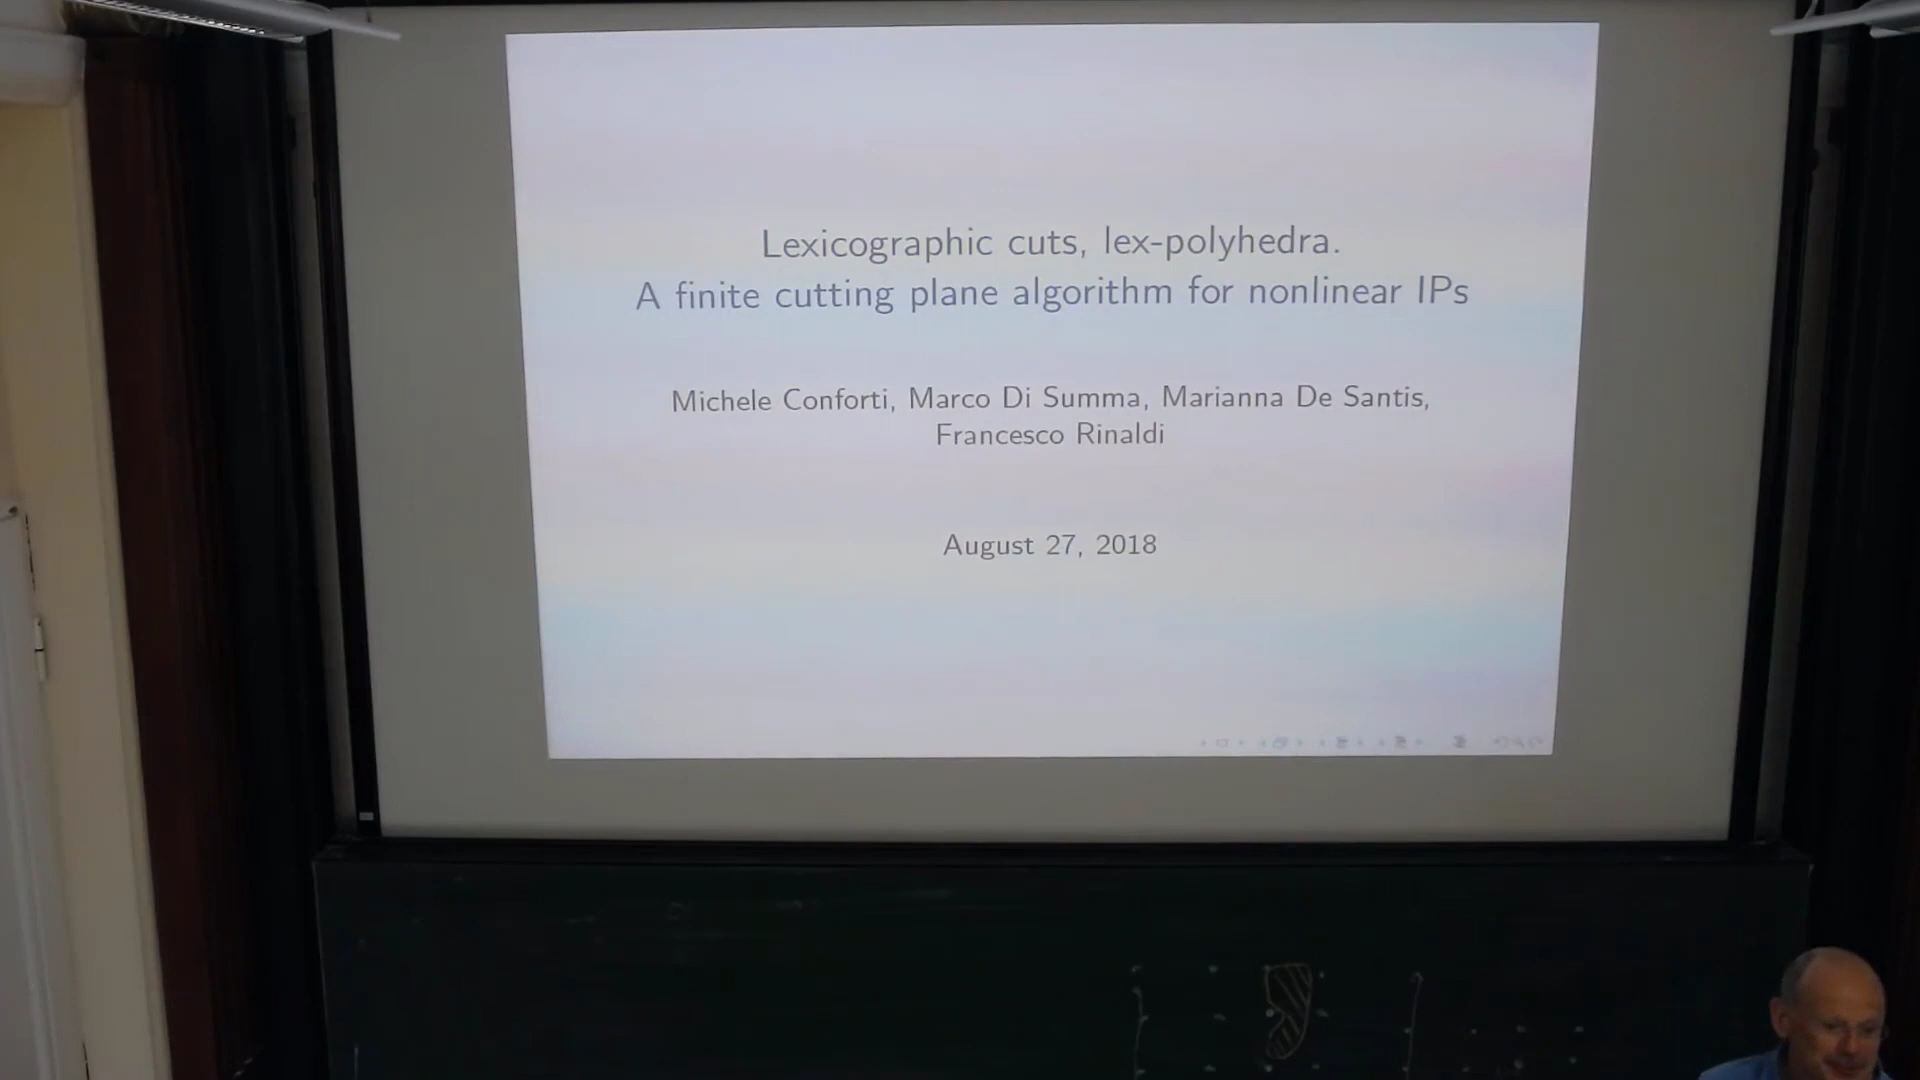 Lexicographic cuts, lex-polyhedra.
A finite cutting plane algorithm for nonlinear IPs
Michele Conforti, Marco Di Summa, Marianna De Santis,
Francesco Rinaldi
August 27, 2018